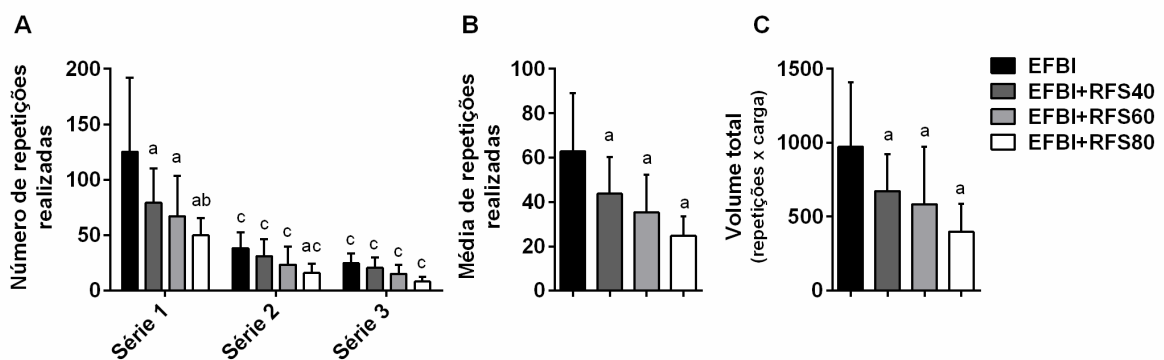 A
Número de repetições
realizadas
200
150
100
50
0
a
a
ab
c
c
c
ac
c
c
c
c
Série 1
Série 2
Série 3
B
Média de repetições
realizadas
100
80
60
40
20
0
a
a
a
C
Volume total
(repetições x carga)
1500
1000
500
0
a
a
a
EFBI
EFBI+RFS40
EFBI+RFS60
EFBI+RFS80